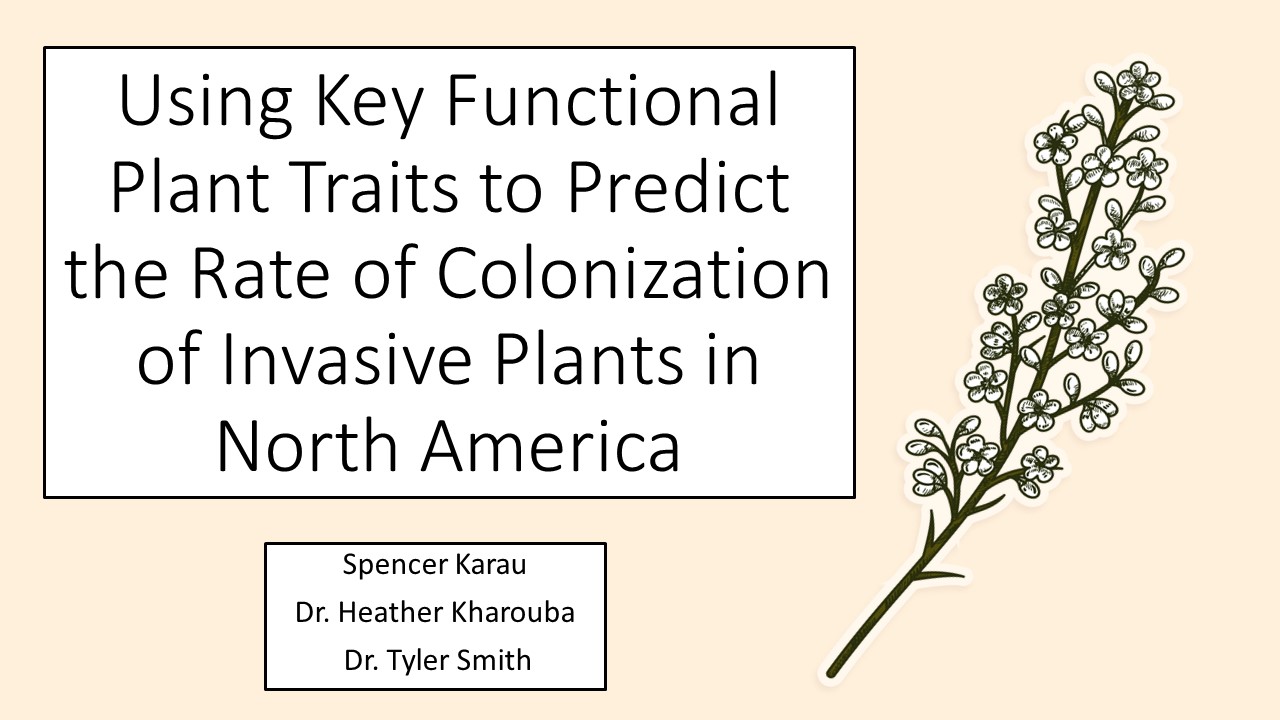 Using Key Functional
Plant Traits to Predict
the Rate of Colonization
of Invasive Plants in
North America
Spencer Karau
Dr. Heather Kharouba
Dr. Tyler Smith